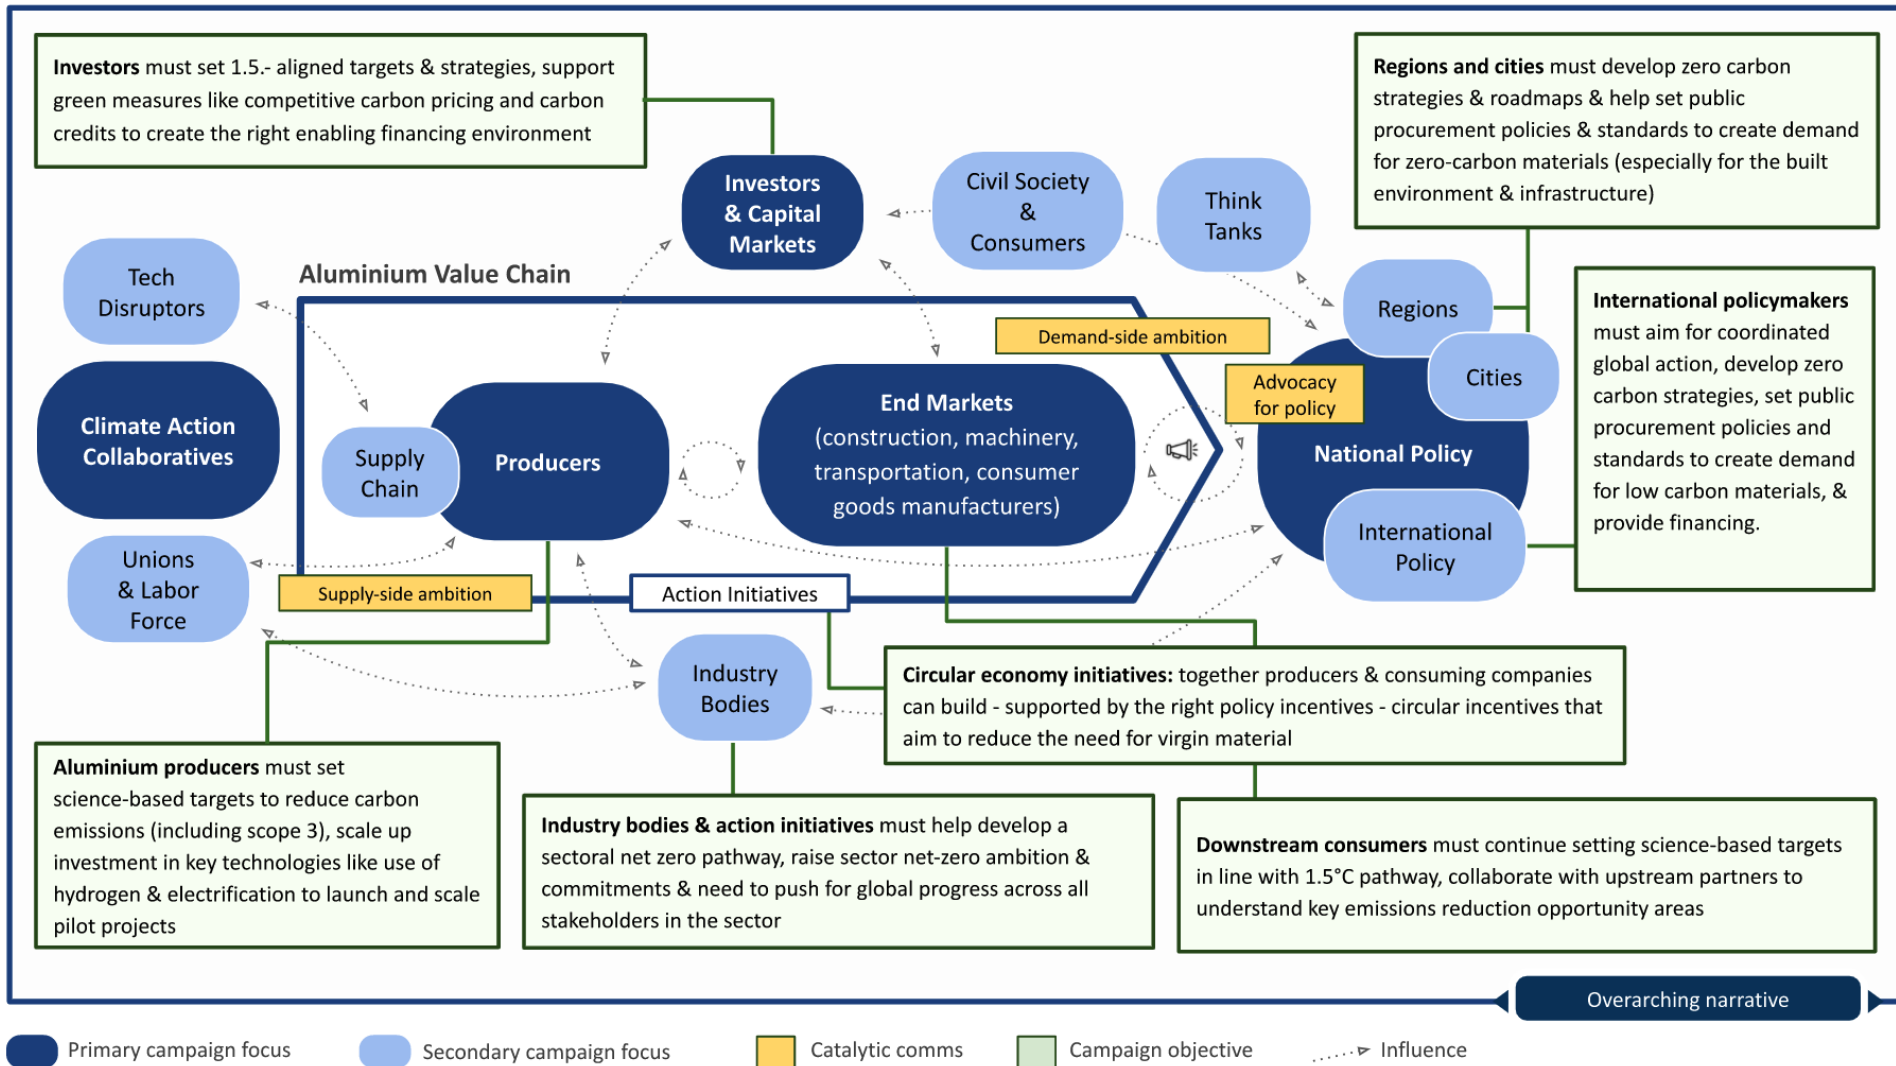 Investors must set 1.5.- aligned targets & strategies, support
green measures like competitive carbon pricing and carbon
credits to create the right enabling financing environment
Regions and cities must develop zero carbon
strategies & roadmaps & help set public
procurement policies & standards to create demand
for zero-carbon materials (especially for the built
environment & infrastructure)
Investors
& Capital
Markets
Civil Society
&
Consumers
Think
Tanks
Tech
Disruptors
Aluminium Value Chain
Regions
Cities
International policymakers
must aim for coordinated
global action, develop zero
carbon strategies, set public
procurement policies and
standards to create demand
for low carbon materials, &
provide financing.
Demand-side ambition
Advocacy
for policy
Climate Action
Collaboratives
Supply
Chain
Producers
End Markets
(construction, machinery,
transportation, consumer
goods manufacturers)
National Policy
International
Policy
Unions
& Labor
Force
Supply-side ambition
Action Initiatives
Industry
Bodies
Circular economy initiatives: together producers & consuming companies
can build - supported by the right policy incentives - circular incentives that
aim to reduce the need for virgin material
Aluminium producers must set
science-based targets to reduce carbon
emissions (including scope 3), scale up
investment in key technologies like use of
hydrogen & electrification to launch and scale
pilot projects
Industry bodies & action initiatives must help develop a
sectoral net zero pathway, raise sector net-zero ambition &
commitments & need to push for global progress across all
stakeholders in the sector
Downstream consumers must continue setting science-based targets
in line with 1.5°C pathway, collaborate with upstream partners to
understand key emissions reduction opportunity areas
Overarching narrative
Primary campaign focus
Secondary campaign focus
Catalytic comms
Campaign objective
Influence